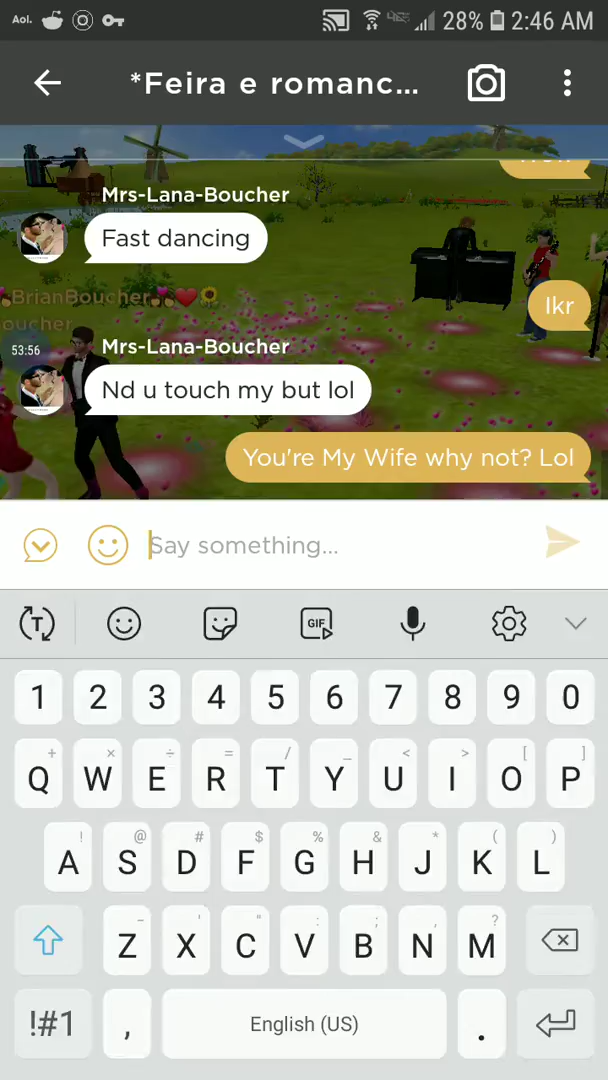 Aol. 28% 2:46 AM
*Feira e romanc...
Mrs-Lana-Boucher
Fast dancing
.BrianBoucher
Ikr
oucher
53:56
Mrs-Lana-Boucher
Nd u touch my but lol
You're My Wife why not? Lol
Say something...
T GIF
1 2 3 4 5 6 7 8 9 0
+ × ÷ = / _ < > [ ]
Q W E R T Y U I O P
! @ # $ % & * ( )
A S D F G H J K L
- ' " : ; , ?
Z X C V B N M
!#1 , English (US) .